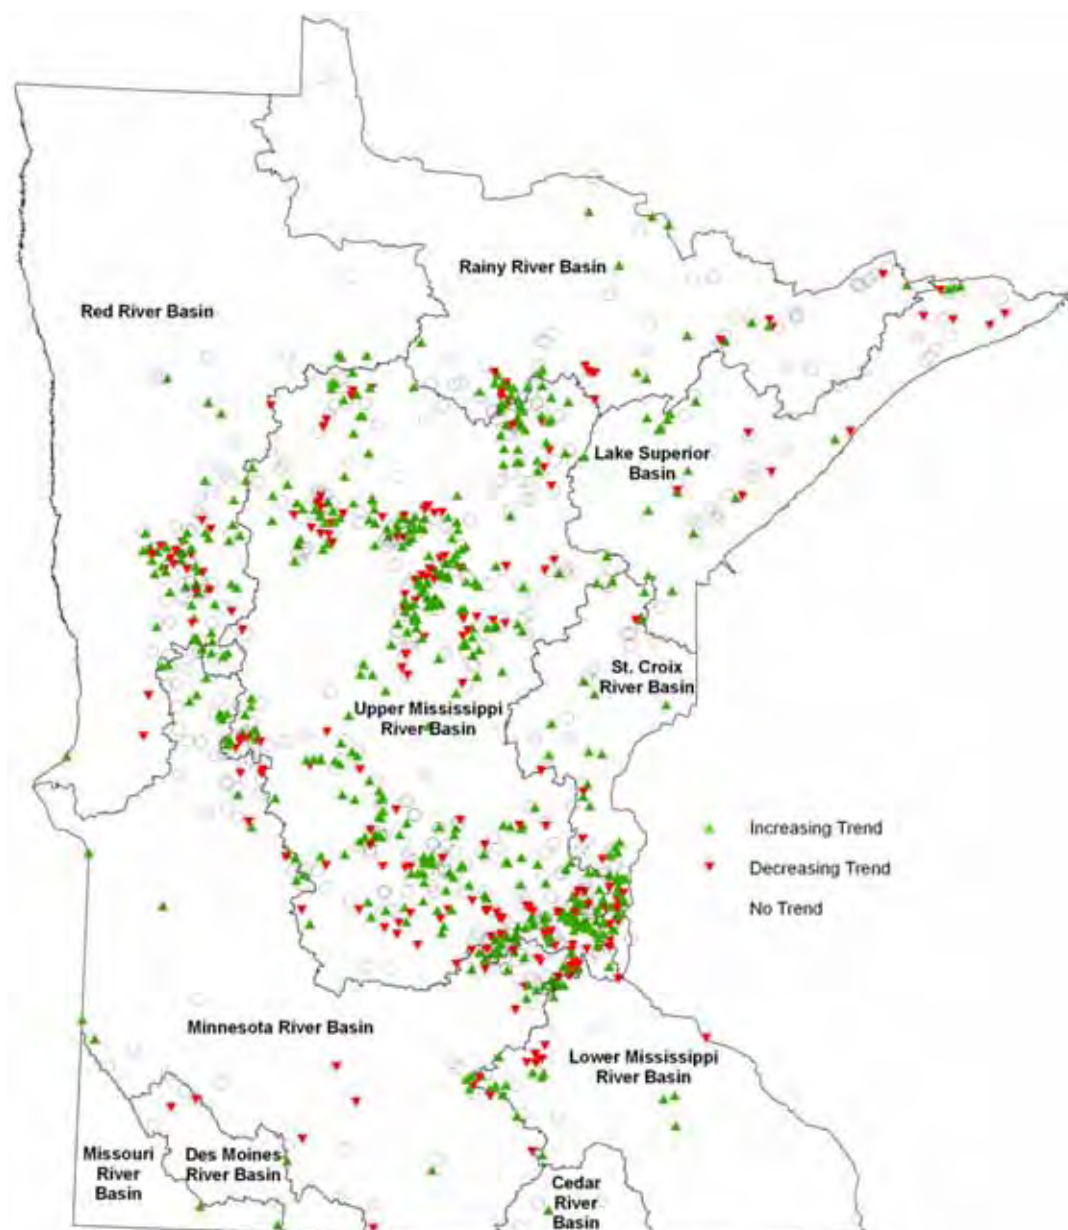 Rainy River Basin
Red River Basin
Lake Superior
Basin
St. Croix
River Basin
Upper Mississippi
River Basin
Increasing Trend
Decreasing Trend
No Trend
Minnesota River Basin
Lower Mississippi
River Basin
Missouri
River
Basin
Des Moines
River Basin
Cedar
River
Basin